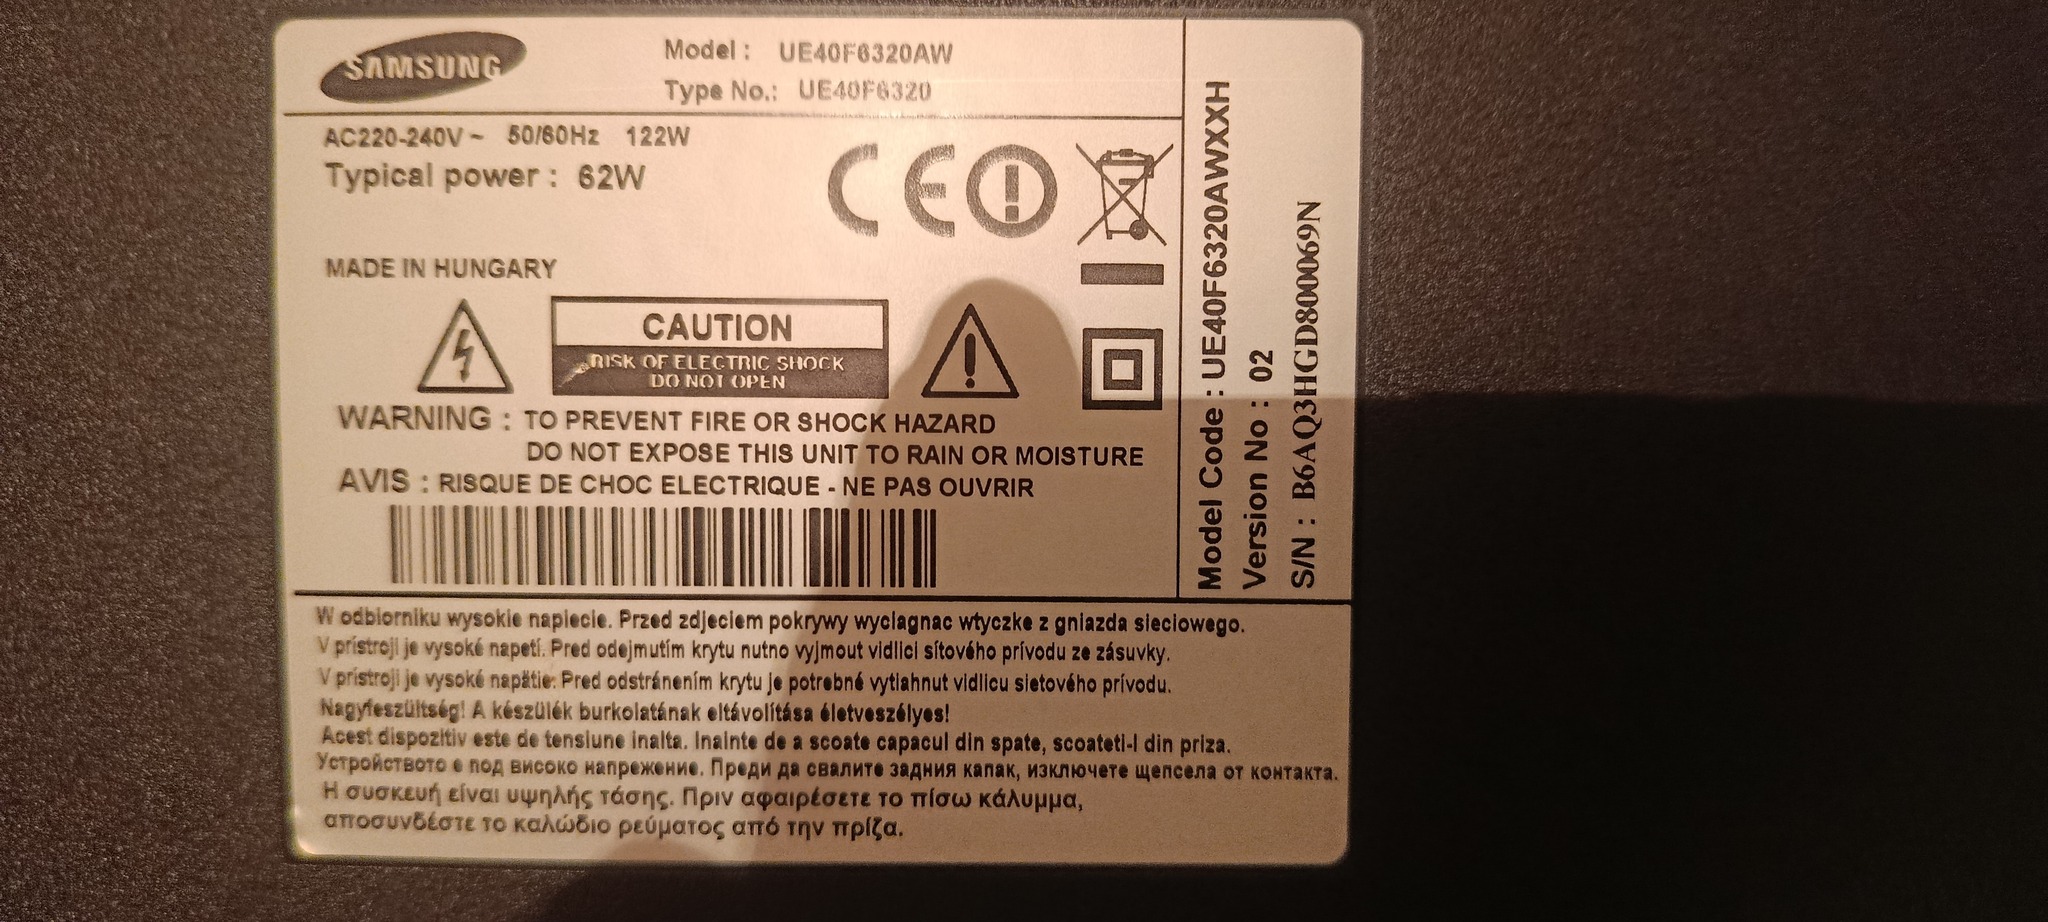 SAMSUNG
Model : UE40F6320AW
Type No.: UE40F6320
AC220-240V ~ 50/60Hz 122W
Typical power : 62W
MADE IN HUNGARY
CAUTION
RISK OF ELECTRIC SHOCK
DO NOT OPEN
WARNING : TO PREVENT FIRE OR SHOCK HAZARD
DO NOT EXPOSE THIS UNIT TO RAIN OR MOISTURE
AVIS : RISQUE DE CHOC ELECTRIQUE - NE PAS OUVRIR
Model Code : UE40F6320AWXXH
Version No : 02
S/N : B6AQ3HGD800069N
W odbiorniku wysokie napiecie. Przed zdjeciem pokrywy wyciagnac wtyczke z gniazda sieciowego.
V prístroji je vysoké napetí. Pred odejmutím krytu nutno vyjmout vidlici sítového prívodu ze zásuvky.
V prístroji je vysoké napätie. Pred odstránením krytu je potrebné vytiahnut vidlicu sietového prívodu.
Nagyfeszültség! A készülék burkolatának eltávolítása életveszélyes!
Acest dispozitiv este de tensiune inalta. Inainte de a scoate capacul din spate, scoateti-l din priza.
Устройството е под високо напрежение. Преди да свалите задния капак, изключете щепсела от контакта.
Η συσκευή είναι υψηλής τάσης. Πριν αφαιρέσετε το πίσω κάλυμμα,
αποσυνδέστε το καλώδιο ρεύματος από την πρίζα.